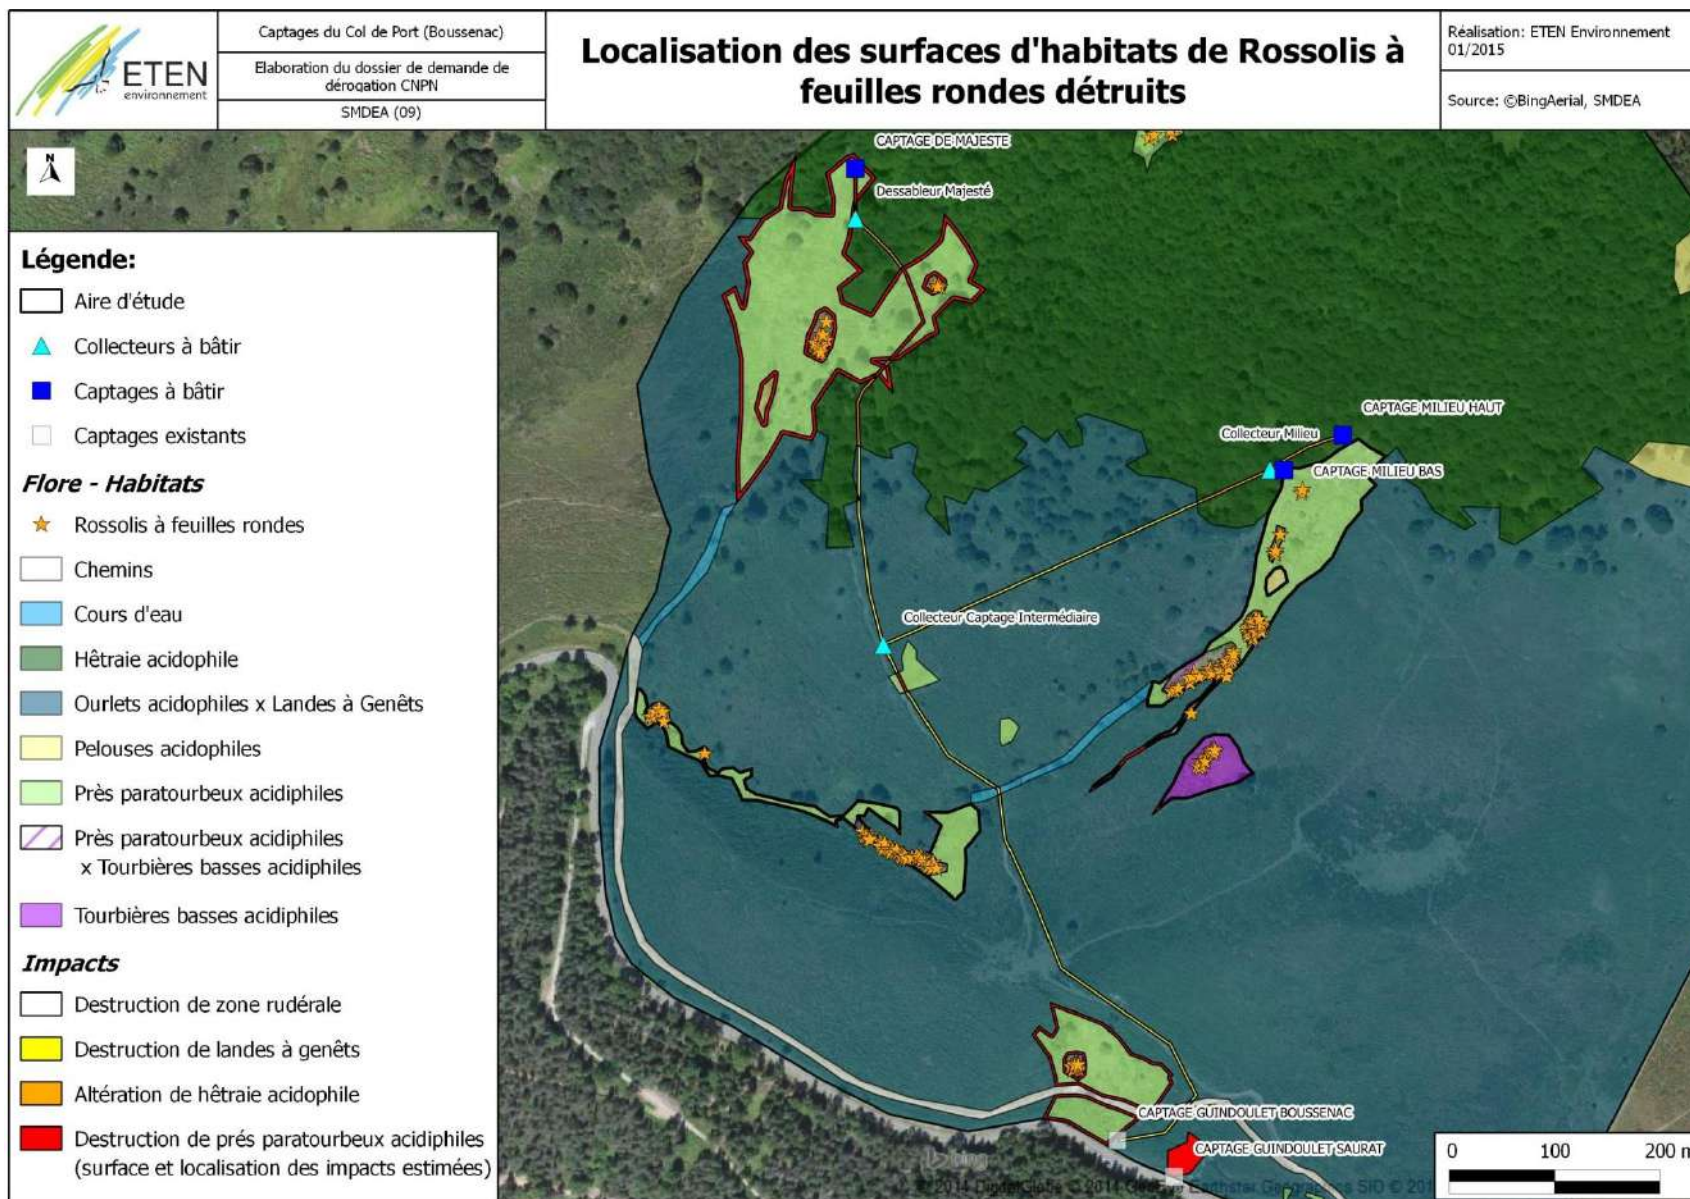 ETEN
environnement
Captages du Col de Port (Boussenac)
Elaboration du dossier de demande de
dérogation CNPN
SMDEA (09)
Localisation des surfaces d'habitats de Rossolis à
feuilles rondes détruits
Réalisation: ETEN Environnement
01/2015
Source: ©BingAerial, SMDEA
N
CAPTAGE DE MAJESTE
Dessableur Majesté
CAPTAGE MILIEU HAUT
Collecteur Milieu
CAPTAGE MILIEU BAS
Collecteur Captage Intermédiaire
CAPTAGE GUINDOULET BOUSSENAC
CAPTAGE GUINDOULET SAURAT
Légende:
Aire d'étude
Collecteurs à bâtir
Captages à bâtir
Captages existants
Flore - Habitats
Rossolis à feuilles rondes
Chemins
Cours d'eau
Hêtraie acidophile
Ourlets acidophiles x Landes à Genêts
Pelouses acidophiles
Près paratourbeux acidiphiles
Près paratourbeux acidiphiles
x Tourbières basses acidiphiles
Tourbières basses acidiphiles
Impacts
Destruction de zone rudérale
Destruction de landes à genêts
Altération de hêtraie acidophile
Destruction de prés paratourbeux acidiphiles
(surface et localisation des impacts estimées)
0 100 200 m
bing